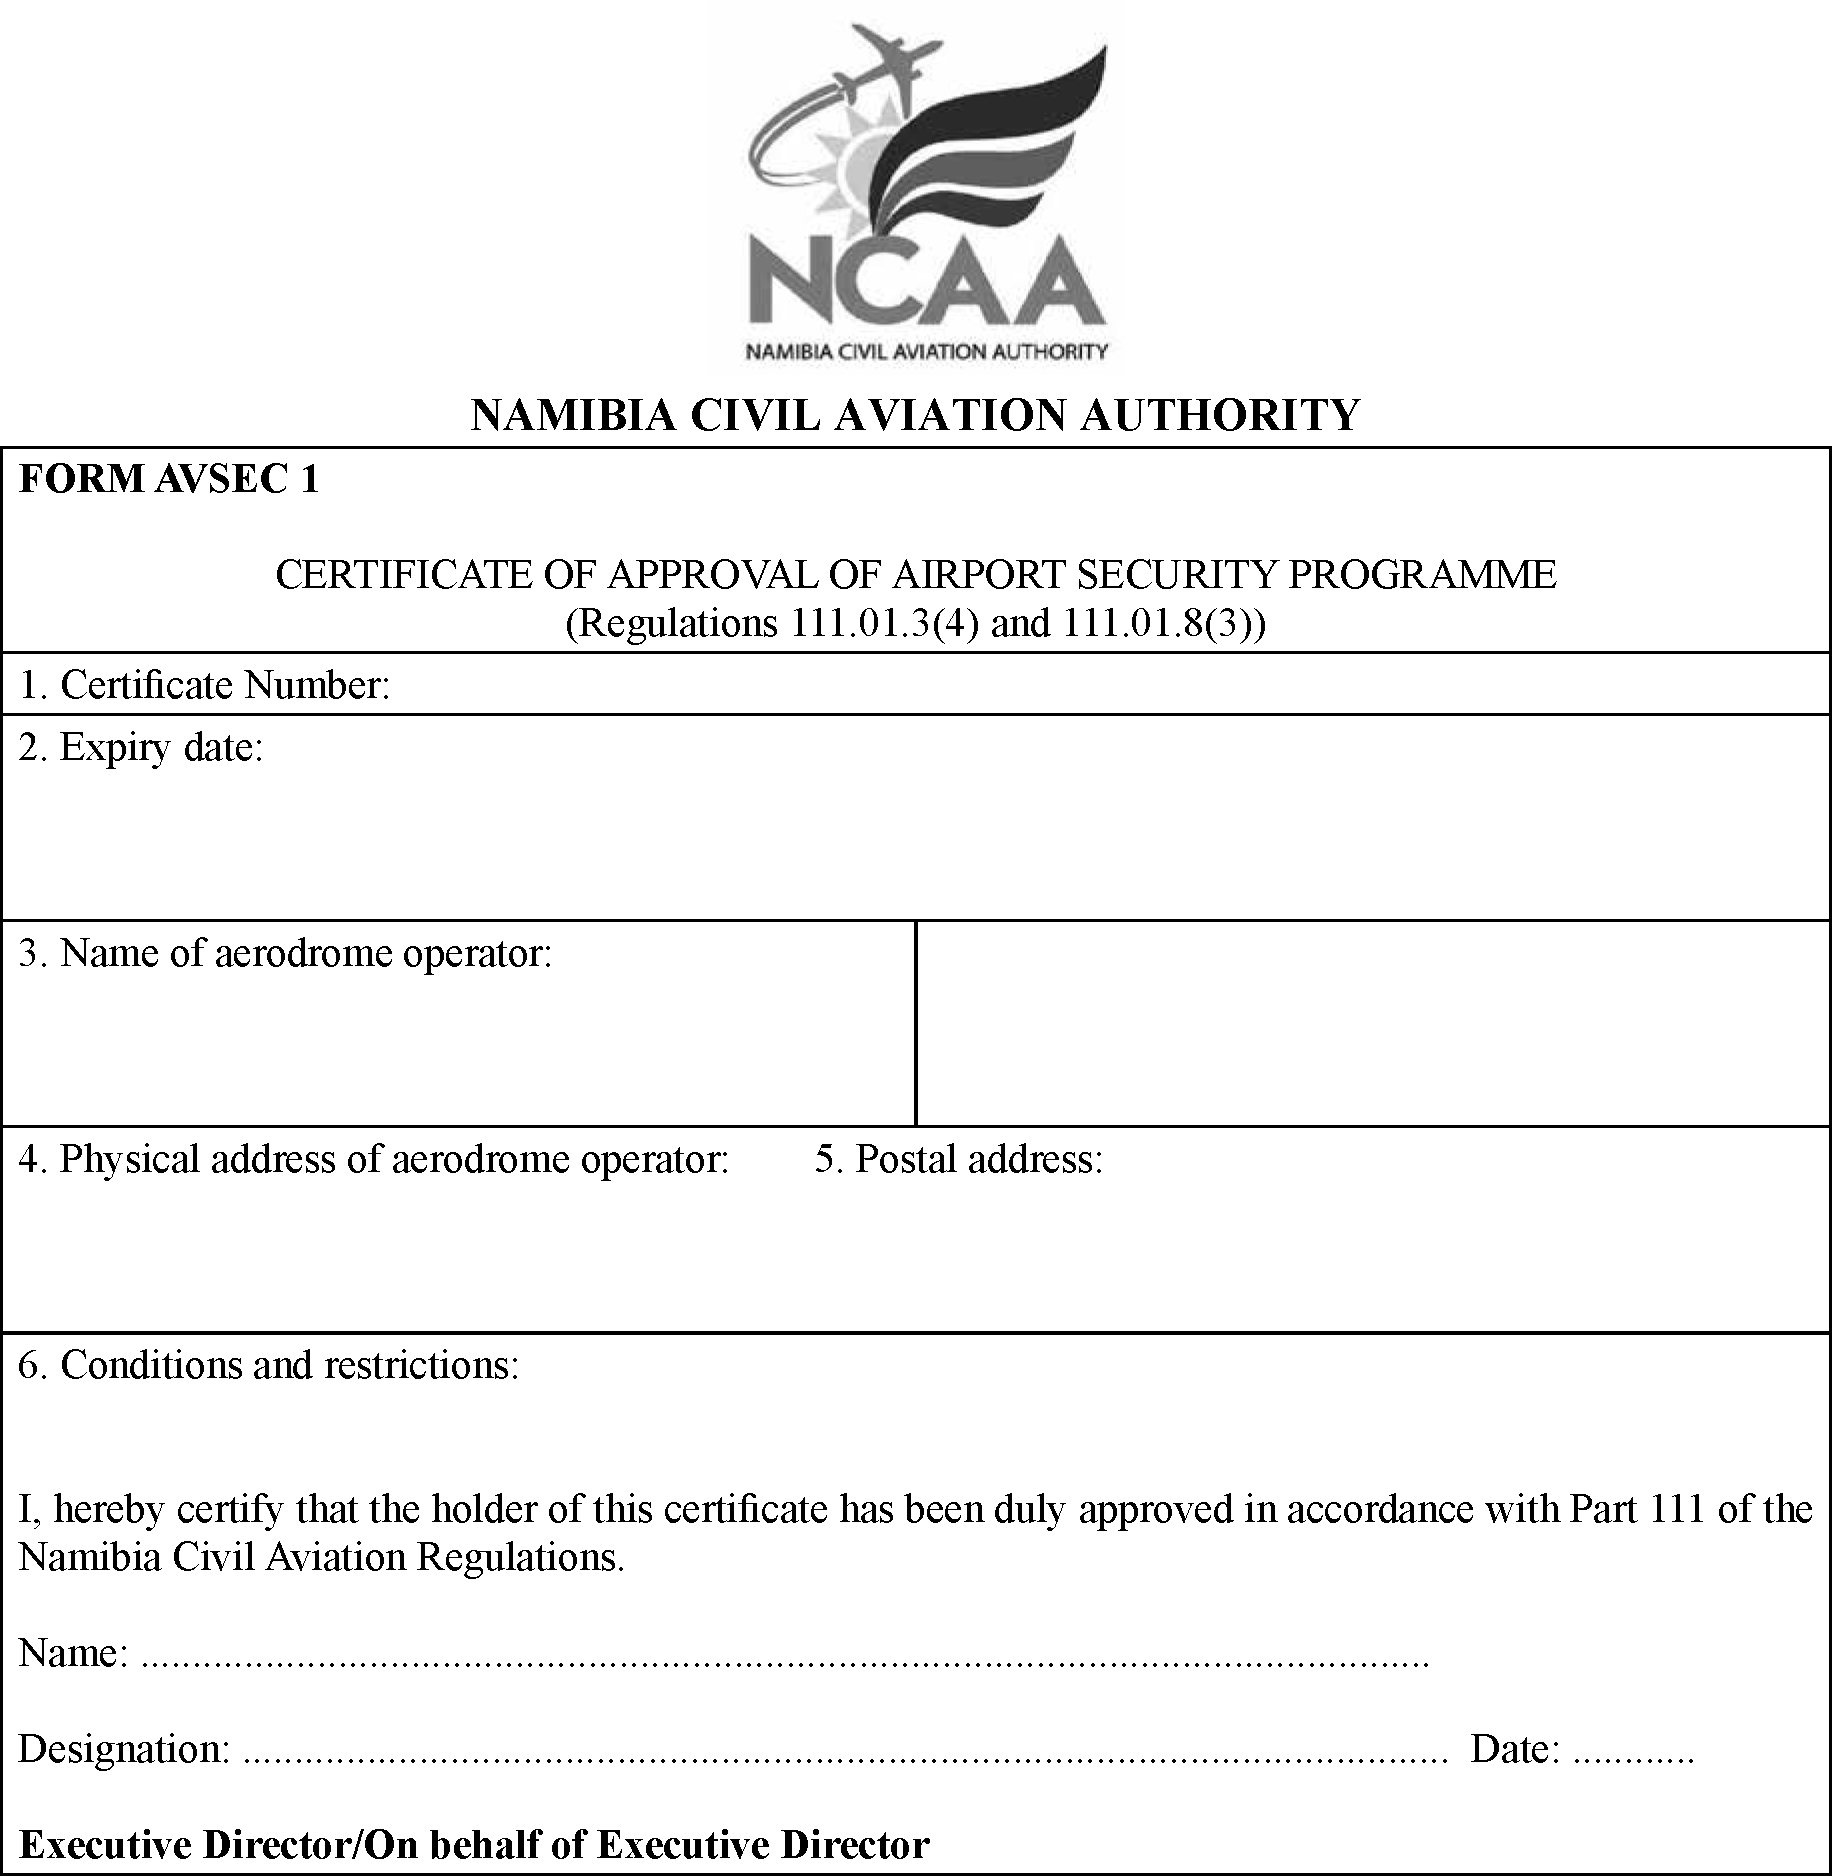 NCAA
NAMIBIA CIVIL AVIATION AUTHORITY
NAMIBIA CIVIL AVIATION AUTHORITY
FORM AVSEC 1
CERTIFICATE OF APPROVAL OF AIRPORT SECURITY PROGRAMME
(Regulations 111.01.3(4) and 111.01.8(3))
1. Certificate Number:
2. Expiry date:
3. Name of aerodrome operator:
4. Physical address of aerodrome operator: 5. Postal address:
6. Conditions and restrictions:
I, hereby certify that the holder of this certificate has been duly approved in accordance with Part 111 of the
Namibia Civil Aviation Regulations.
Name: ................................................................................................................................
Designation: ........................................................................................................................ Date: ............
Executive Director/On behalf of Executive Director